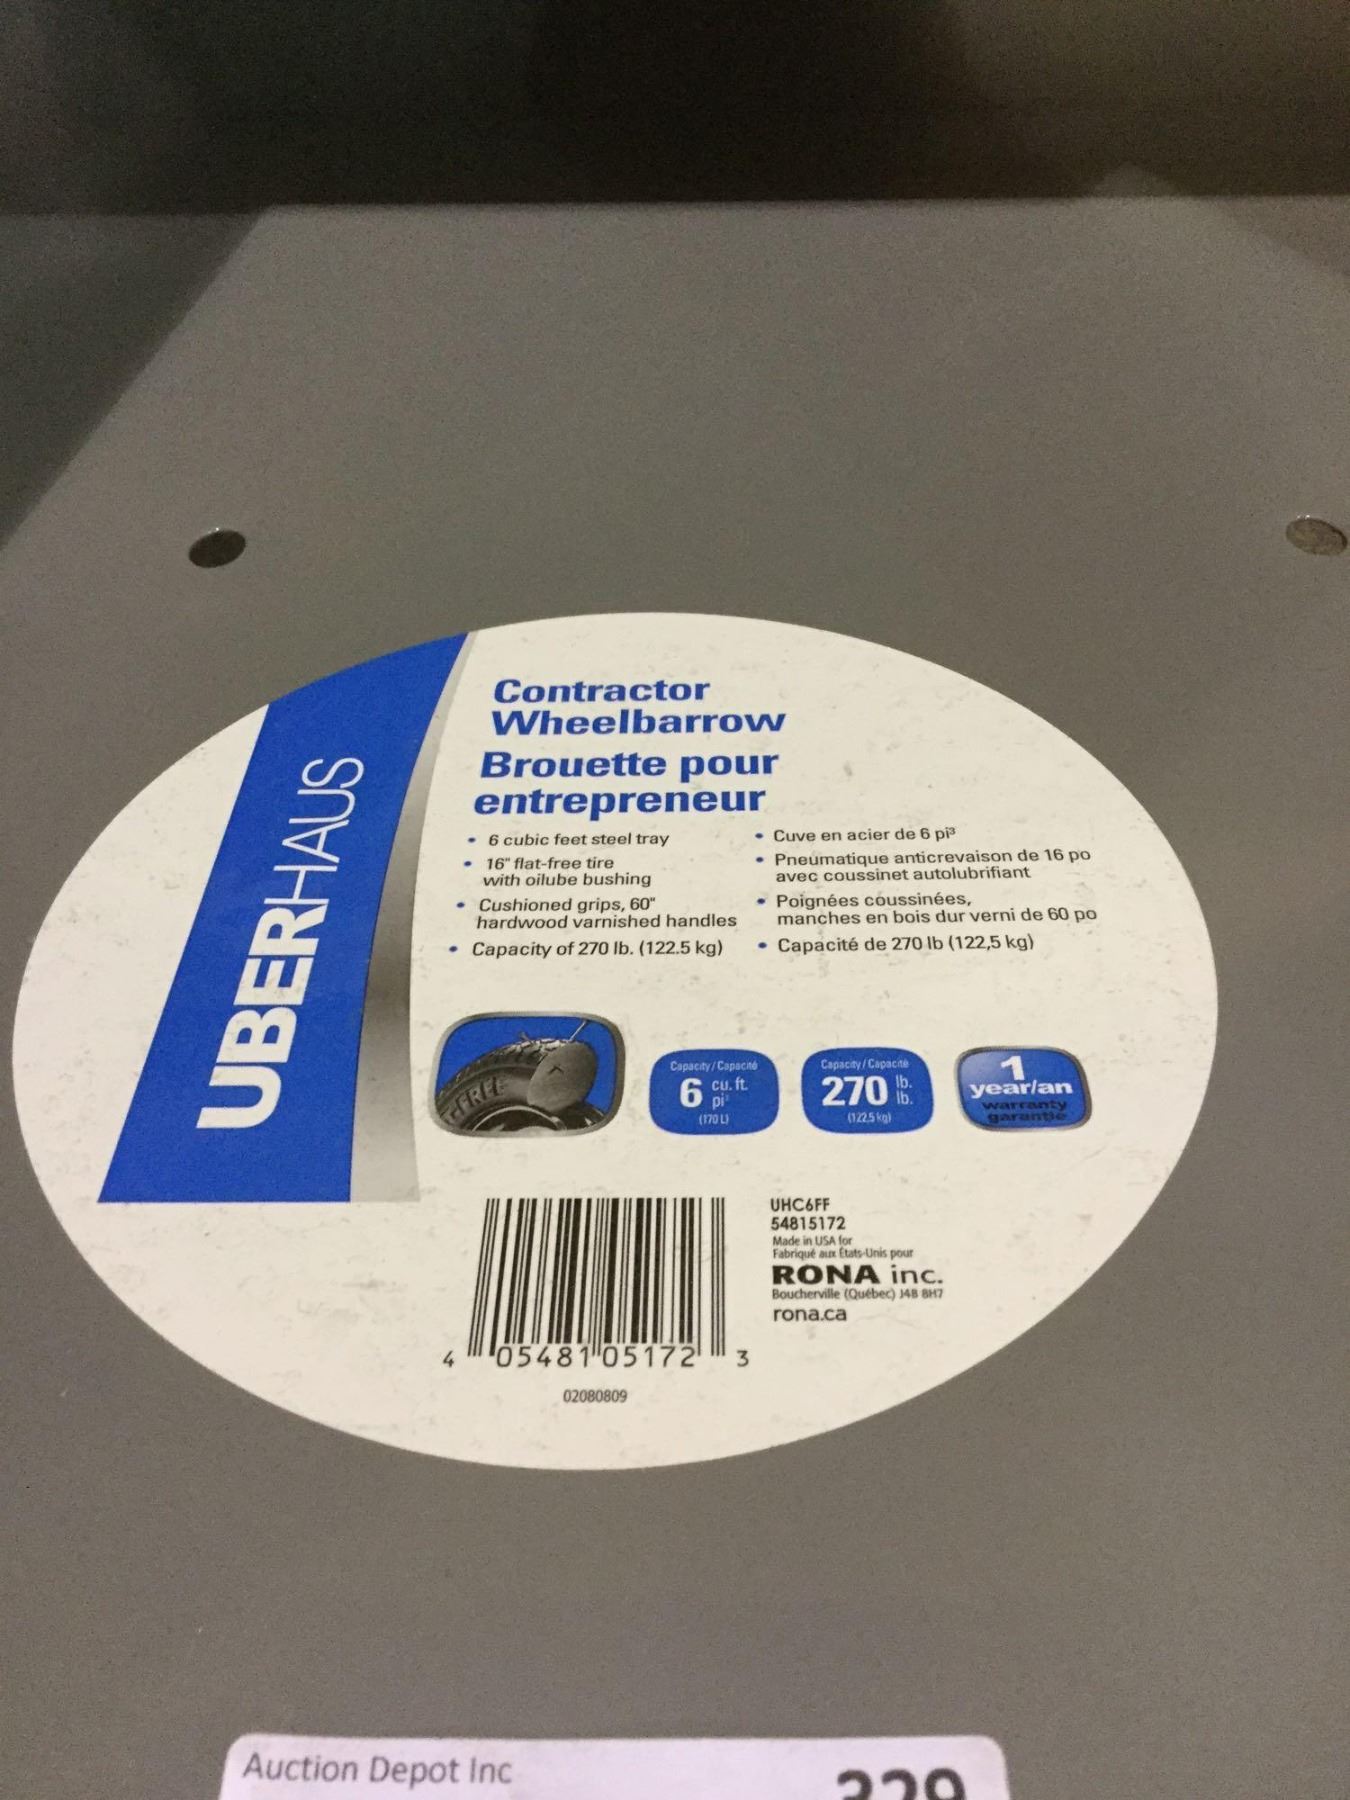 UBERHAUS
Contractor
Wheelbarrow
Brouette pour
entrepreneur
• 6 cubic feet steel tray
• 16" flat-free tire
with oilube bushing
• Cushioned grips, 60"
hardwood varnished handles
• Capacity of 270 lb. (122.5 kg)
• Cuve en acier de 6 pi³
• Pneumatique anticrevaison de 16 po
avec coussinet autolubrifiant
• Poignées coussinées,
manches en bois dur verni de 60 po
• Capacité de 270 lb (122,5 kg)
Capacity / Capacité
6 cu. ft.
pi³
(170 L)
Capacity / Capacité
270 lb.
lb.
(122,5 kg)
1
year/an
warranty
garantie
UHC6FF
54815172
Made in USA for
Fabriqué aux États-Unis pour
RONA inc.
Boucherville (Québec) J4B 8H7
rona.ca
4 05481 05172 3
02080809
Auction Depot Inc